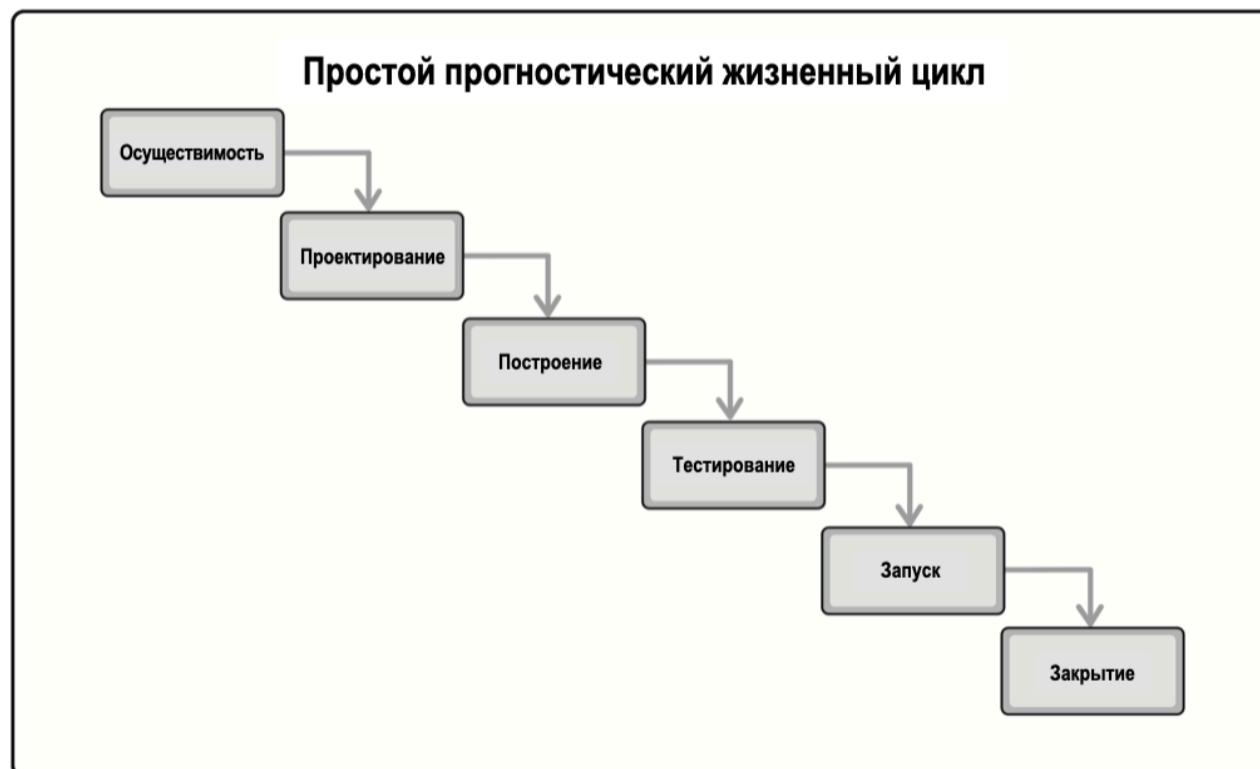 Простой прогностический жизненный цикл
Осуществимость
Проектирование
Построение
Тестирование
Запуск
Закрытие